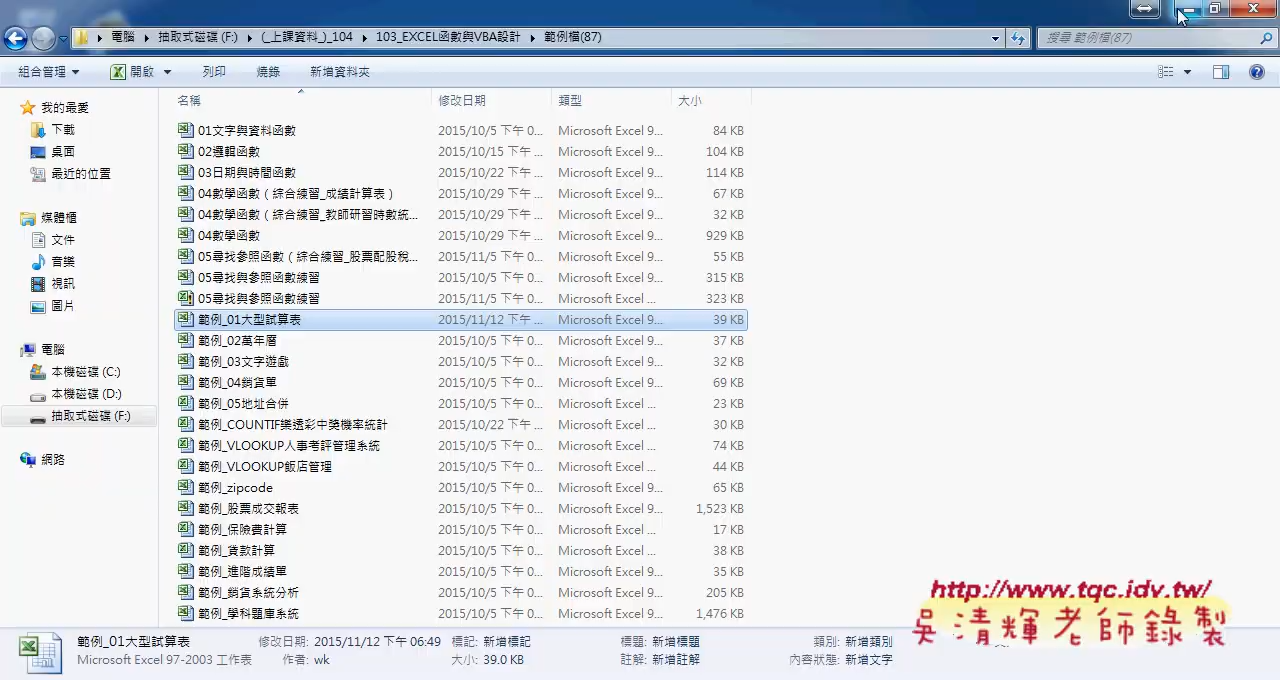 電腦 ▸ 抽取式磁碟 (F:) ▸ (_上課資料_)_104 ▸ 103_EXCEL函數與VBA設計 ▸ 範例檔(87)
搜尋 範例檔(87)
組合管理 開啟 列印 燒錄 新增資料夾
名稱 修改日期 類型 大小
我的最愛
下載
桌面
最近的位置
媒體櫃
文件
音樂
視訊
圖片
電腦
本機磁碟 (C:)
本機磁碟 (D:)
抽取式磁碟 (F:)
網路
01文字與資料函數 2015/10/5 下午 0... Microsoft Excel 9... 84 KB
02邏輯函數 2015/10/15 下午 ... Microsoft Excel 9... 104 KB
03日期與時間函數 2015/10/22 下午 ... Microsoft Excel 9... 114 KB
04數學函數（綜合練習_成績計算表） 2015/10/29 下午 ... Microsoft Excel 9... 67 KB
04數學函數（綜合練習_教師研習時數統... 2015/10/29 下午 ... Microsoft Excel 9... 32 KB
04數學函數 2015/10/29 下午 ... Microsoft Excel 9... 929 KB
05尋找參照函數（綜合練習_股票配股稅... 2015/11/5 下午 0... Microsoft Excel 9... 55 KB
05尋找與參照函數練習 2015/10/5 下午 0... Microsoft Excel 9... 315 KB
05尋找與參照函數練習 2015/11/5 下午 0... Microsoft Excel ... 323 KB
範例_01大型試算表 2015/11/12 下午 ... Microsoft Excel 9... 39 KB
範例_02萬年曆 2015/10/5 下午 0... Microsoft Excel 9... 37 KB
範例_03文字遊戲 2015/10/5 下午 0... Microsoft Excel 9... 32 KB
範例_04銷貨單 2015/10/5 下午 0... Microsoft Excel 9... 69 KB
範例_05地址合併 2015/10/5 下午 0... Microsoft Excel ... 23 KB
範例_COUNTIF樂透彩中獎機率統計 2015/10/22 下午 ... Microsoft Excel 9... 30 KB
範例_VLOOKUP人事考評管理系統 2015/10/5 下午 0... Microsoft Excel 9... 74 KB
範例_VLOOKUP飯店管理 2015/10/5 下午 0... Microsoft Excel 9... 44 KB
範例_zipcode 2015/10/5 下午 0... Microsoft Excel 9... 65 KB
範例_股票成交報表 2015/10/5 下午 0... Microsoft Excel 9... 1,523 KB
範例_保險費計算 2015/10/5 下午 0... Microsoft Excel ... 17 KB
範例_貸款計算 2015/10/5 下午 0... Microsoft Excel 9... 38 KB
範例_進階成績單 2015/10/5 下午 0... Microsoft Excel 9... 35 KB
範例_銷貨系統分析 2015/10/5 下午 0... Microsoft Excel 9... 205 KB
範例_學科題庫系統 2015/10/5 下午 0... Microsoft Excel 9... 1,476 KB
http://www.tqc.idv.tw/
吳清輝老師錄製
範例_01大型試算表 修改日期: 2015/11/12 下午 06:49 標記: 新增標記 標題: 新增標題 類別: 新增類別
Microsoft Excel 97-2003 工作表 作者: wk 大小: 39.0 KB 註解: 新增註解 內容狀態: 新增文字